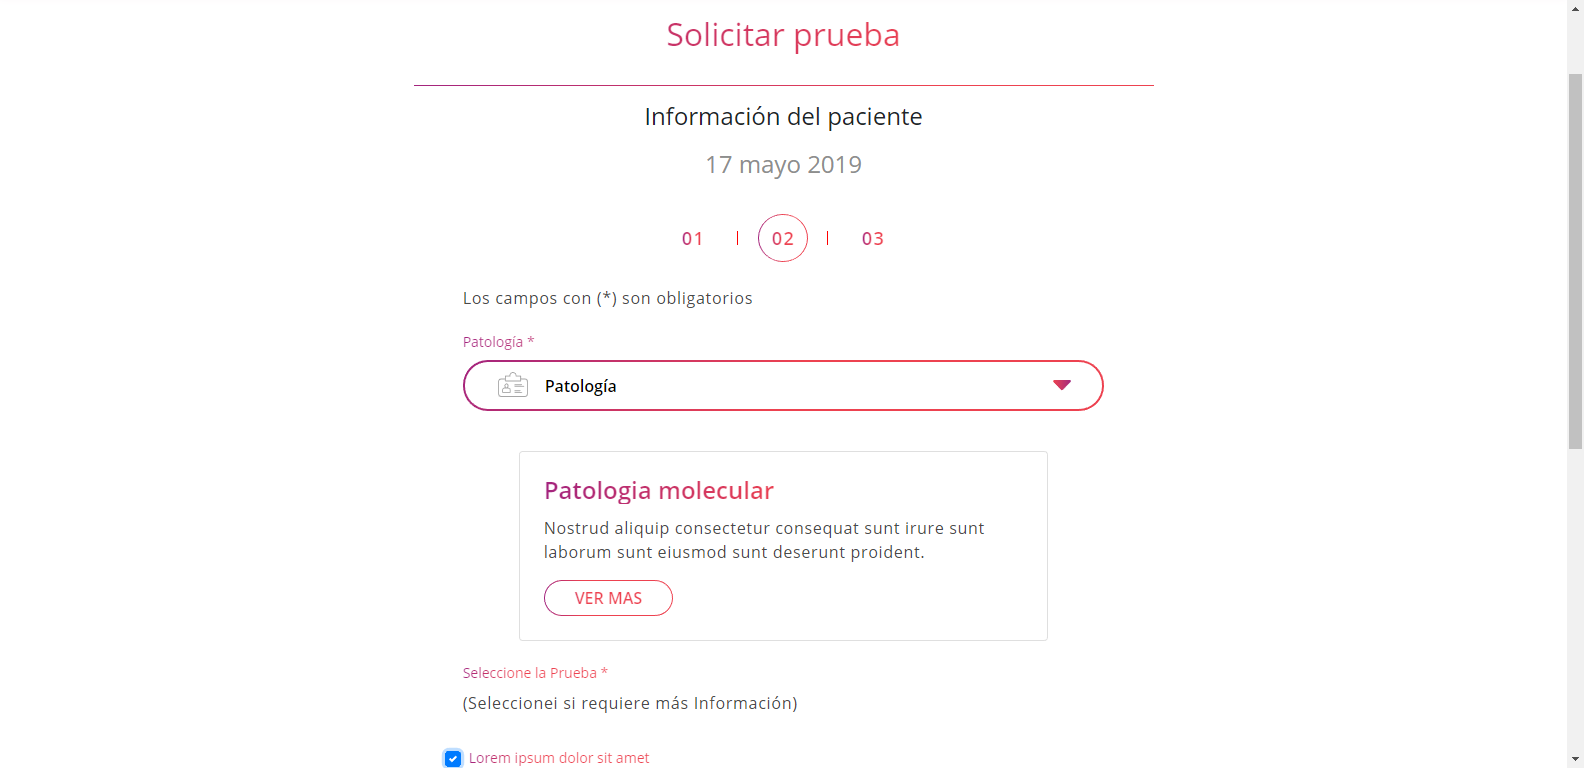 Solicitar prueba
Información del paciente
17 mayo 2019
01 | 02 | 03
Los campos con (*) son obligatorios
Patología *
Patología
Patologia molecular
Nostrud aliquip consectetur consequat sunt irure sunt
laborum sunt eiusmod sunt deserunt proident.
VER MAS
Seleccione la Prueba *
(Seleccionei si requiere más Información)
Lorem ipsum dolor sit amet